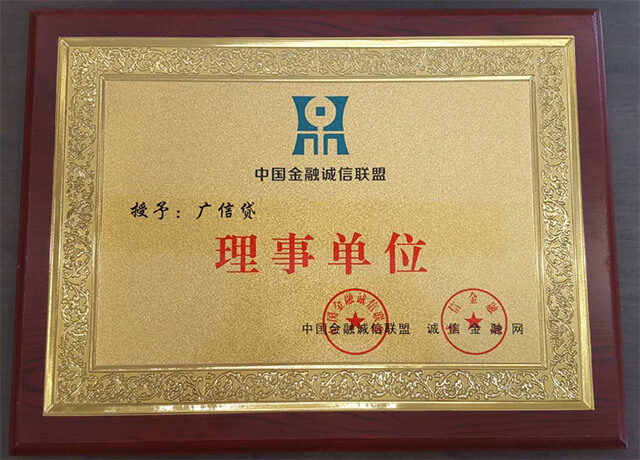 中国金融诚信联盟
授予：广信贷
理事单位
中国金融诚信联盟 诚信金融网